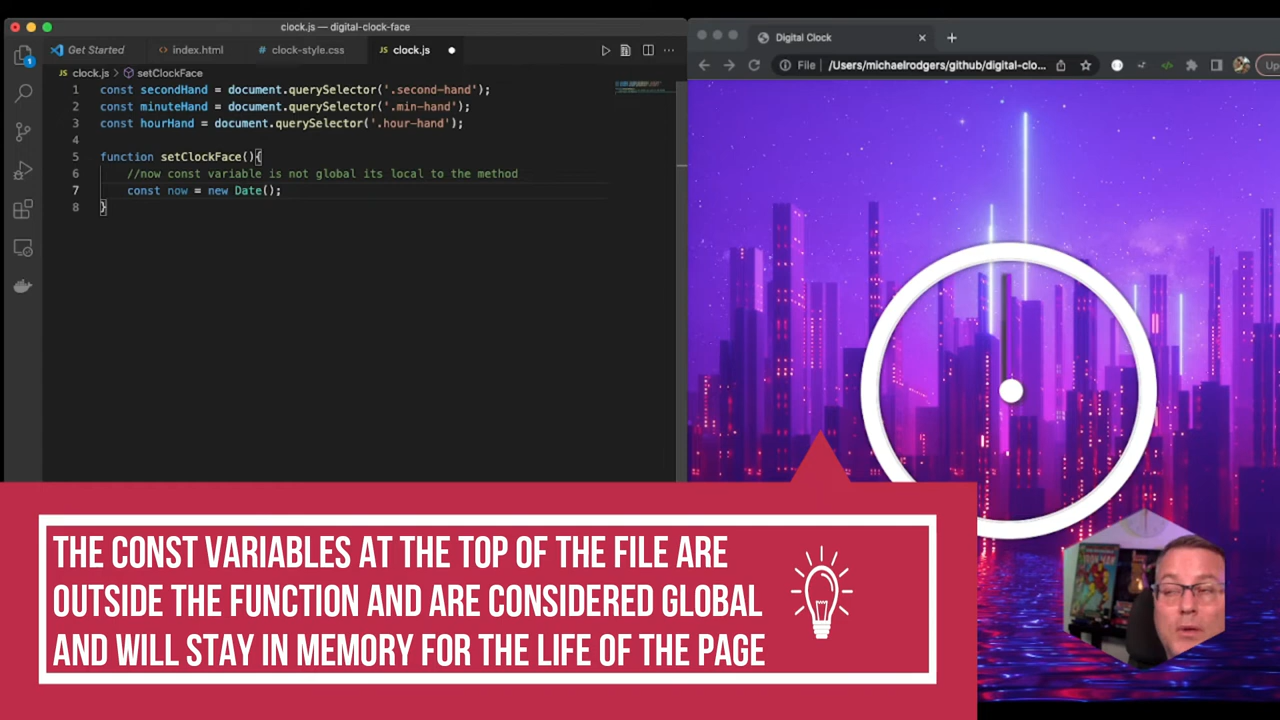 clock.js — digital-clock-face
Get Started
index.html
clock-style.css
clock.js
clock.js
setClockFace
1 const secondHand = document.querySelector('.second-hand');
2 const minuteHand = document.querySelector('.min-hand');
3 const hourHand = document.querySelector('.hour-hand');
4
5 function setClockFace(){
6 //now const variable is not global its local to the method
7 const now = new Date();
8 }
1
Digital Clock
File
/Users/michaelrodgers/github/digital-clo...
Up
THE CONST VARIABLES AT THE TOP OF THE FILE ARE
OUTSIDE THE FUNCTION AND ARE CONSIDERED GLOBAL
AND WILL STAY IN MEMORY FOR THE LIFE OF THE PAGE